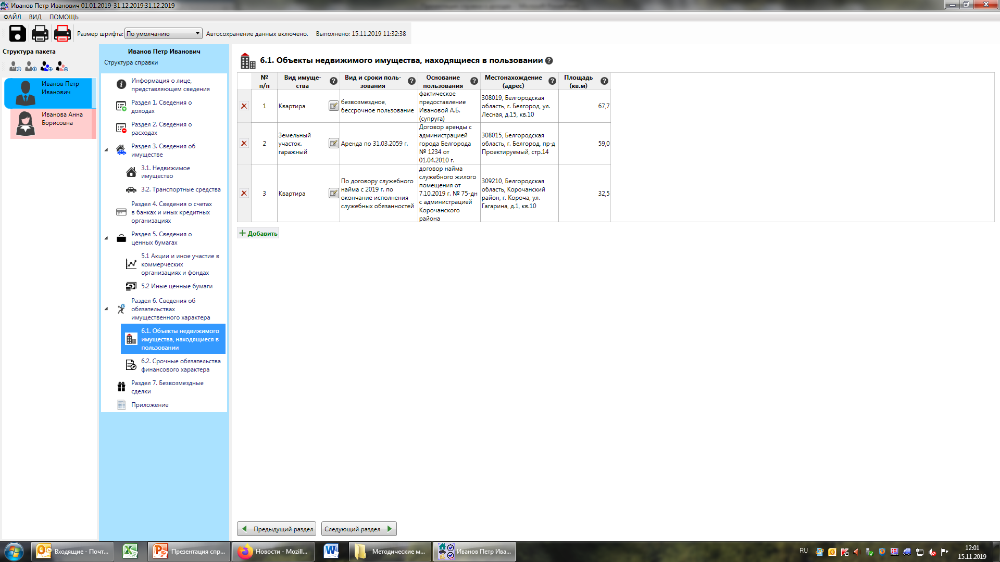 Иванов Петр Иванович 01.01.2019-31.12.2019:31.12.2019
ФАЙЛ ВИД ПОМОЩЬ
Размер шрифта: По умолчанию Автосохранение данных включено. Выполнено: 15.11.2019 11:32:38
Структура пакета
Иванов Петр
Иванович
Иванова Анна
Борисовна
Иванов Петр Иванович
Структура справки
Информация о лице,
представляющем сведения
Раздел 1. Сведения о
доходах
Раздел 2. Сведения о
расходах
Раздел 3. Сведения об
имуществе
3.1. Недвижимое
имущество
3.2. Транспортные средства
Раздел 4. Сведения о счетах
в банках и иных кредитных
организациях
Раздел 5. Сведения о
ценных бумагах
5.1 Акции и иное участие в
коммерческих
организациях и фондах
5.2 Иные ценные бумаги
Раздел 6. Сведения об
обязательствах
имущественного характера
6.1. Объекты недвижимого
имущества, находящиеся в
пользовании
6.2. Срочные обязательства
финансового характера
Раздел 7. Безвозмездные
сделки
Приложение
6.1. Объекты недвижимого имущества, находящиеся в пользовании ?
№
п/п
Вид имуще-
ства
?
Вид и сроки поль-
зования
?
Основание
пользования
?
Местонахождение
(адрес)
?
Площадь
(кв.м)
?
1
Квартира
безвозмездное,
бессрочное пользование
фактическое
предоставление
Ивановой А.Б.
(супруга)
308019, Белгородская
область, г. Белгород, ул.
Лесная, д.15, кв.10
67,7
2
Земельный
участок.
гаражный
Аренда по 31.03.2059 г.
Договор аренды с
администрацией
города Белгорода
№ 1234 от
01.04.2010 г.
308015, Белгородская
область, г. Белгород, пр-д
Проектируемый, стр.14
59,0
3
Квартира
По договору служебного
найма с 2019 г. по
окончание исполнения
служебных обязанностей
договор найма
служебного жилого
помещения от
7.10.2019 г. № 75-дн
с администрацией
Корочанского
района
309210, Белгородская
область, Корочанский
район, г. Короча, ул.
Гагарина, д.1, кв.10
32,5
Добавить
Предыдущий раздел
Следующий раздел
Входящие - Почт...
Презентация спр...
Новости - Mozill...
Методические м...
Иванов Петр Ива...
RU
12:01
15.11.2019